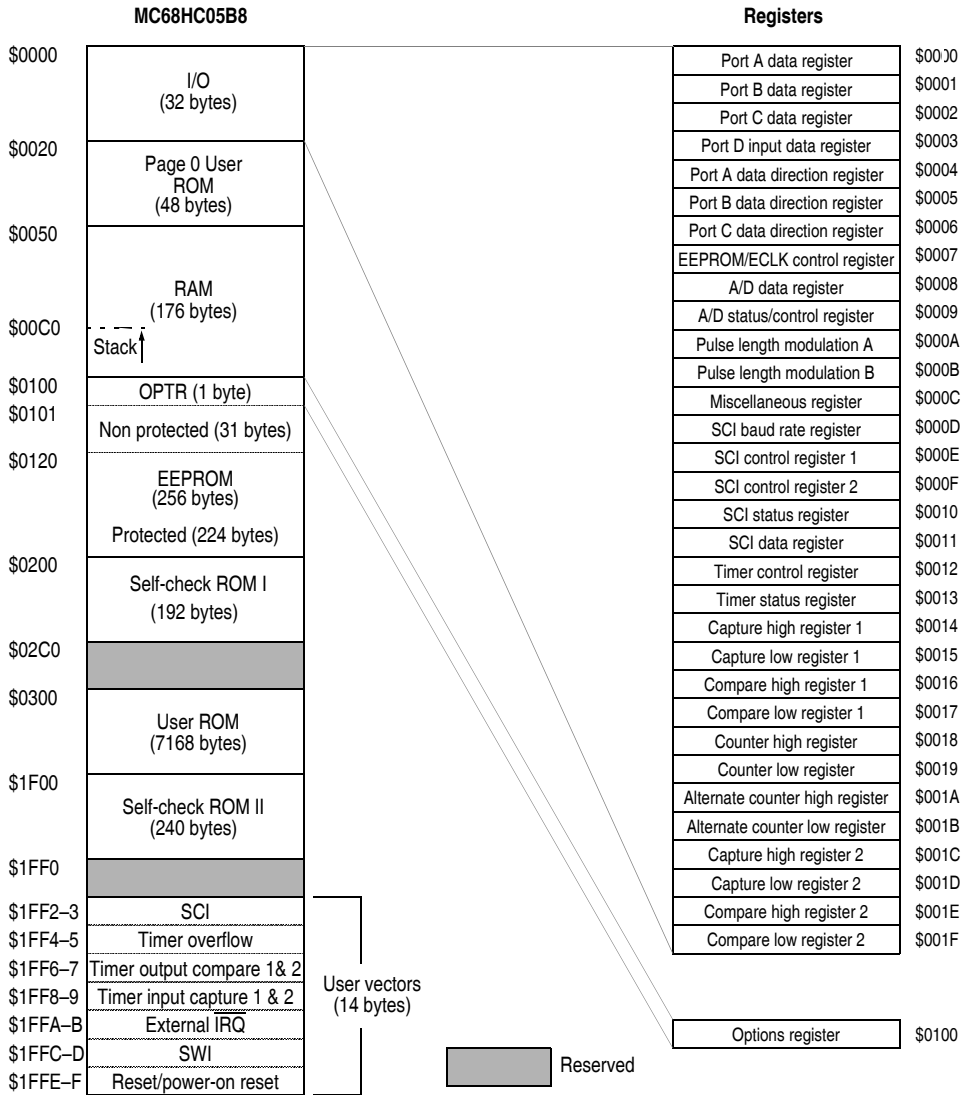 MC68HC05B8
$0000
I/O
(32 bytes)
$0020
Page 0 User
ROM
(48 bytes)
$0050
RAM
(176 bytes)
$00C0
Stack
$0100
OPTR (1 byte)
$0101
Non protected (31 bytes)
$0120
EEPROM
(256 bytes)
Protected (224 bytes)
$0200
Self-check ROM I
(192 bytes)
$02C0
$0300
User ROM
(7168 bytes)
$1F00
Self-check ROM II
(240 bytes)
$1FF0
$1FF2–3 SCI
$1FF4–5 Timer overflow
$1FF6–7 Timer output compare 1& 2
$1FF8–9 Timer input capture 1 & 2
$1FFA–B External IRQ
$1FFC–D SWI
$1FFE–F Reset/power-on reset
User vectors
(14 bytes)
Reserved
Registers
Port A data register $0000
Port B data register $0001
Port C data register $0002
Port D input data register $0003
Port A data direction register $0004
Port B data direction register $0005
Port C data direction register $0006
EEPROM/ECLK control register $0007
A/D data register $0008
A/D status/control register $0009
Pulse length modulation A $000A
Pulse length modulation B $000B
Miscellaneous register $000C
SCI baud rate register $000D
SCI control register 1 $000E
SCI control register 2 $000F
SCI status register $0010
SCI data register $0011
Timer control register $0012
Timer status register $0013
Capture high register 1 $0014
Capture low register 1 $0015
Compare high register 1 $0016
Compare low register 1 $0017
Counter high register $0018
Counter low register $0019
Alternate counter high register $001A
Alternate counter low register $001B
Capture high register 2 $001C
Capture low register 2 $001D
Compare high register 2 $001E
Compare low register 2 $001F
Options register $0100